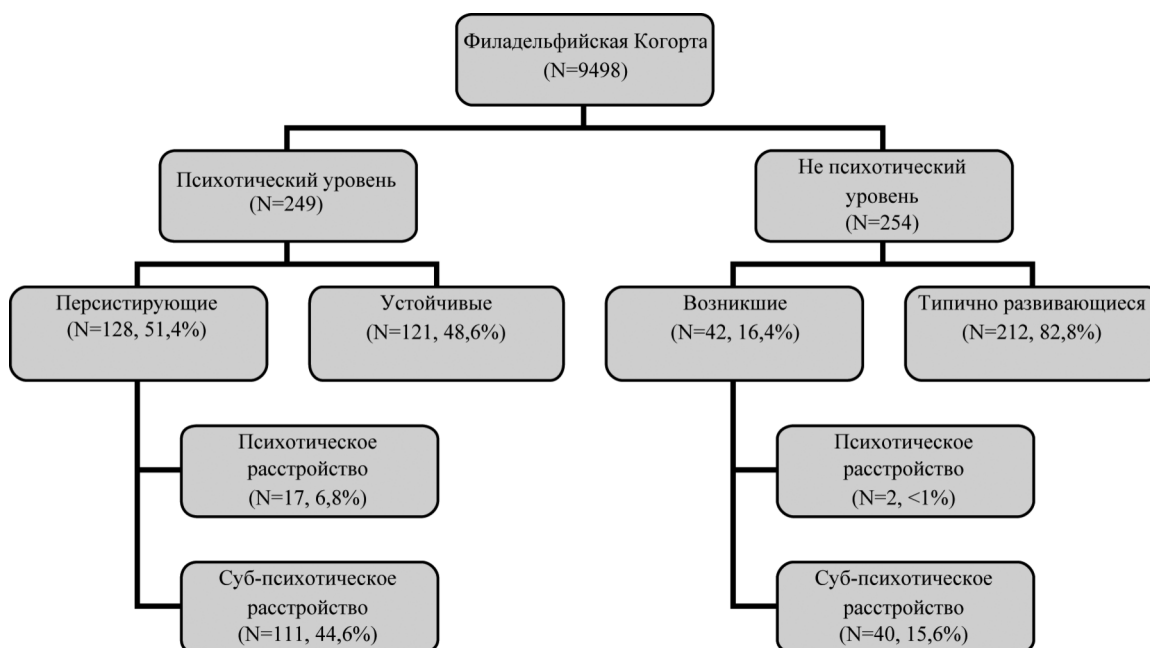 Филадельфийская Когорта
(N=9498)
Психотический уровень
(N=249)
Не психотический
уровень
(N=254)
Персистирующие
(N=128, 51,4%)
Устойчивые
(N=121, 48,6%)
Возникшие
(N=42, 16,4%)
Типично развивающиеся
(N=212, 82,8%)
Психотическое
расстройство
(N=17, 6,8%)
Психотическое
расстройство
(N=2, <1%)
Суб-психотическое
расстройство
(N=111, 44,6%)
Суб-психотическое
расстройство
(N=40, 15,6%)